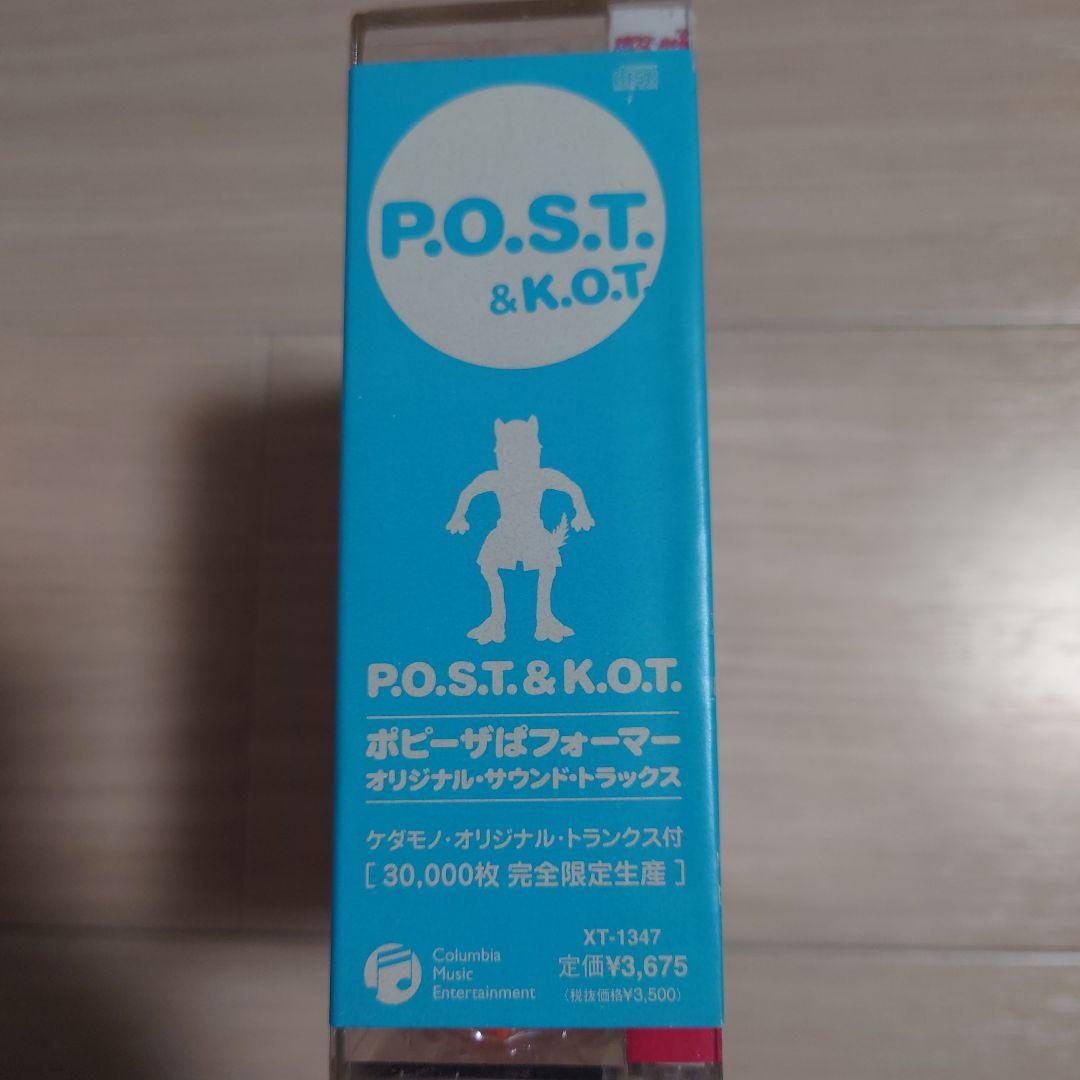 P.O.S.T.
& K.O.T.
P.O.S.T. & K.O.T.
ポピーザぱフォーマー
オリジナル・サウンド・トラックス
ケダモノ・オリジナル・トランクス付
[ 30,000枚 完全限定生産 ]
XT-1347
定価¥3,675
(税抜価格¥3,500)
Columbia
Music
Entertainment